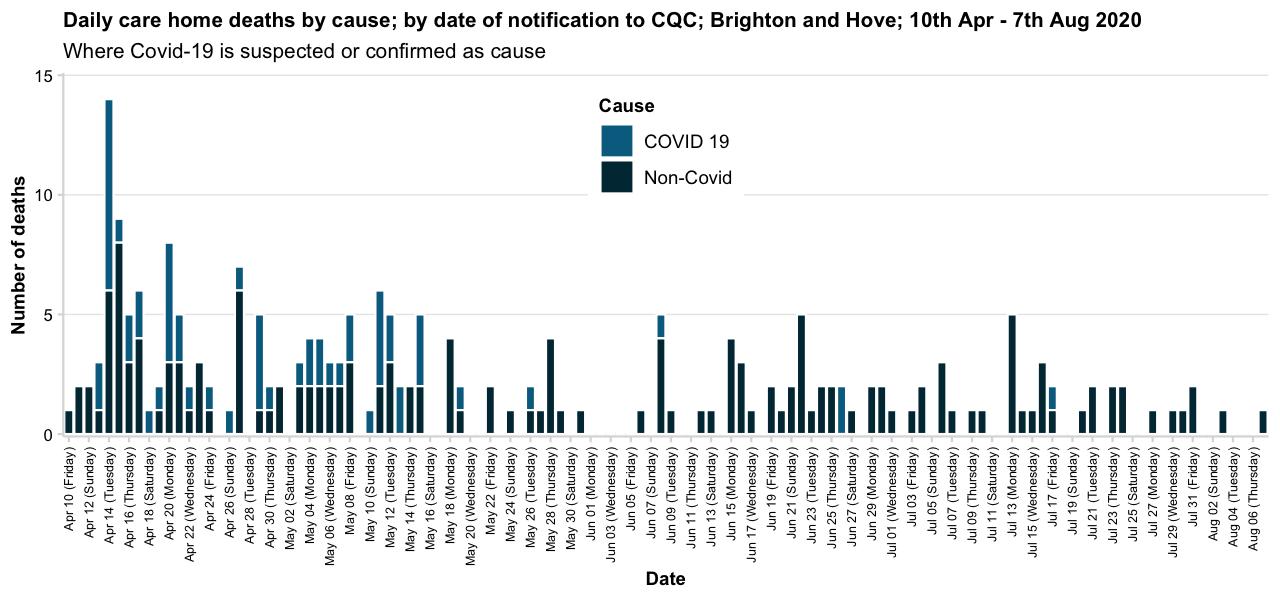 Daily care home deaths by cause; by date of notification to CQC; Brighton and Hove; 10th Apr - 7th Aug 2020
Where Covid-19 is suspected or confirmed as cause
Number of deaths
15
10
5
0
Cause
COVID 19
Non-Covid
Apr 10 (Friday)
Apr 12 (Sunday)
Apr 14 (Tuesday)
Apr 16 (Thursday)
Apr 18 (Saturday)
Apr 20 (Monday)
Apr 22 (Wednesday)
Apr 24 (Friday)
Apr 26 (Sunday)
Apr 28 (Tuesday)
Apr 30 (Thursday)
May 02 (Saturday)
May 04 (Monday)
May 06 (Wednesday)
May 08 (Friday)
May 10 (Sunday)
May 12 (Tuesday)
May 14 (Thursday)
May 16 (Saturday)
May 18 (Monday)
May 20 (Wednesday)
May 22 (Friday)
May 24 (Sunday)
May 26 (Tuesday)
May 28 (Thursday)
May 30 (Saturday)
Jun 01 (Monday)
Jun 03 (Wednesday)
Jun 05 (Friday)
Jun 07 (Sunday)
Jun 09 (Tuesday)
Jun 11 (Thursday)
Jun 13 (Saturday)
Jun 15 (Monday)
Jun 17 (Wednesday)
Jun 19 (Friday)
Jun 21 (Sunday)
Jun 23 (Tuesday)
Jun 25 (Thursday)
Jun 27 (Saturday)
Jun 29 (Monday)
Jul 01 (Wednesday)
Jul 03 (Friday)
Jul 05 (Sunday)
Jul 07 (Tuesday)
Jul 09 (Thursday)
Jul 11 (Saturday)
Jul 13 (Monday)
Jul 15 (Wednesday)
Jul 17 (Friday)
Jul 19 (Sunday)
Jul 21 (Tuesday)
Jul 23 (Thursday)
Jul 25 (Saturday)
Jul 27 (Monday)
Jul 29 (Wednesday)
Jul 31 (Friday)
Aug 02 (Sunday)
Aug 04 (Tuesday)
Aug 06 (Thursday)
Date